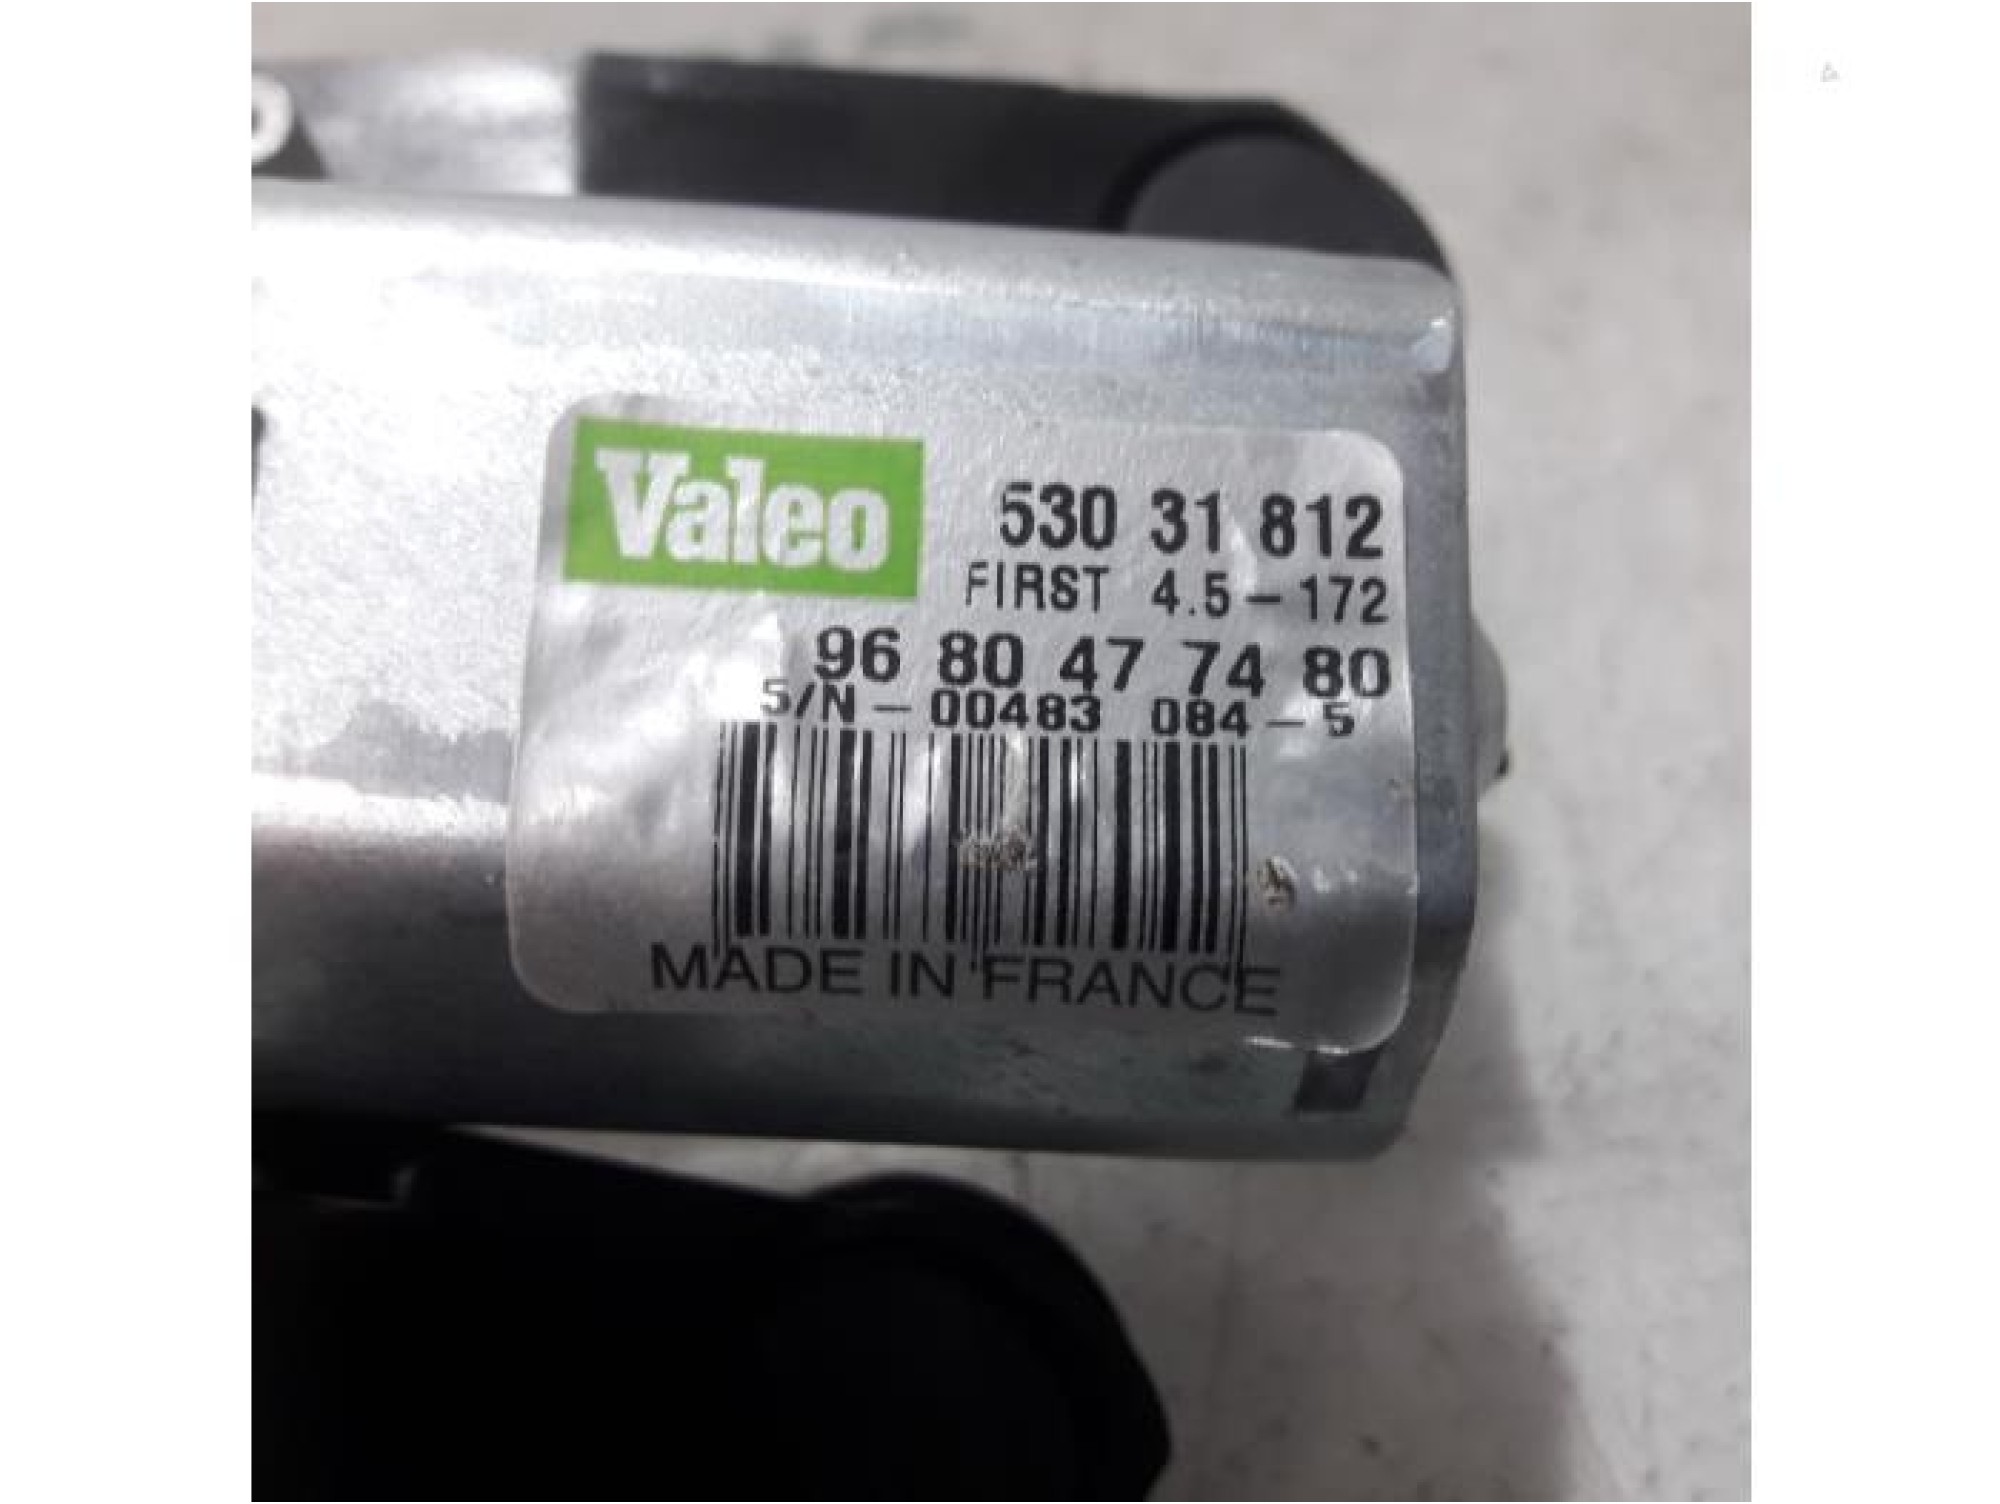 Valeo
530 31 812
FIRST 4.5-172
96 80 47 74 80
S/N-00483 084-5
MADE IN FRANCE